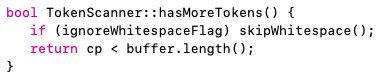 bool TokenScanner::hasMoreTokens() {
   if (ignoreWhitespaceFlag) skipWhitespace();
   return cp < buffer.length();
}